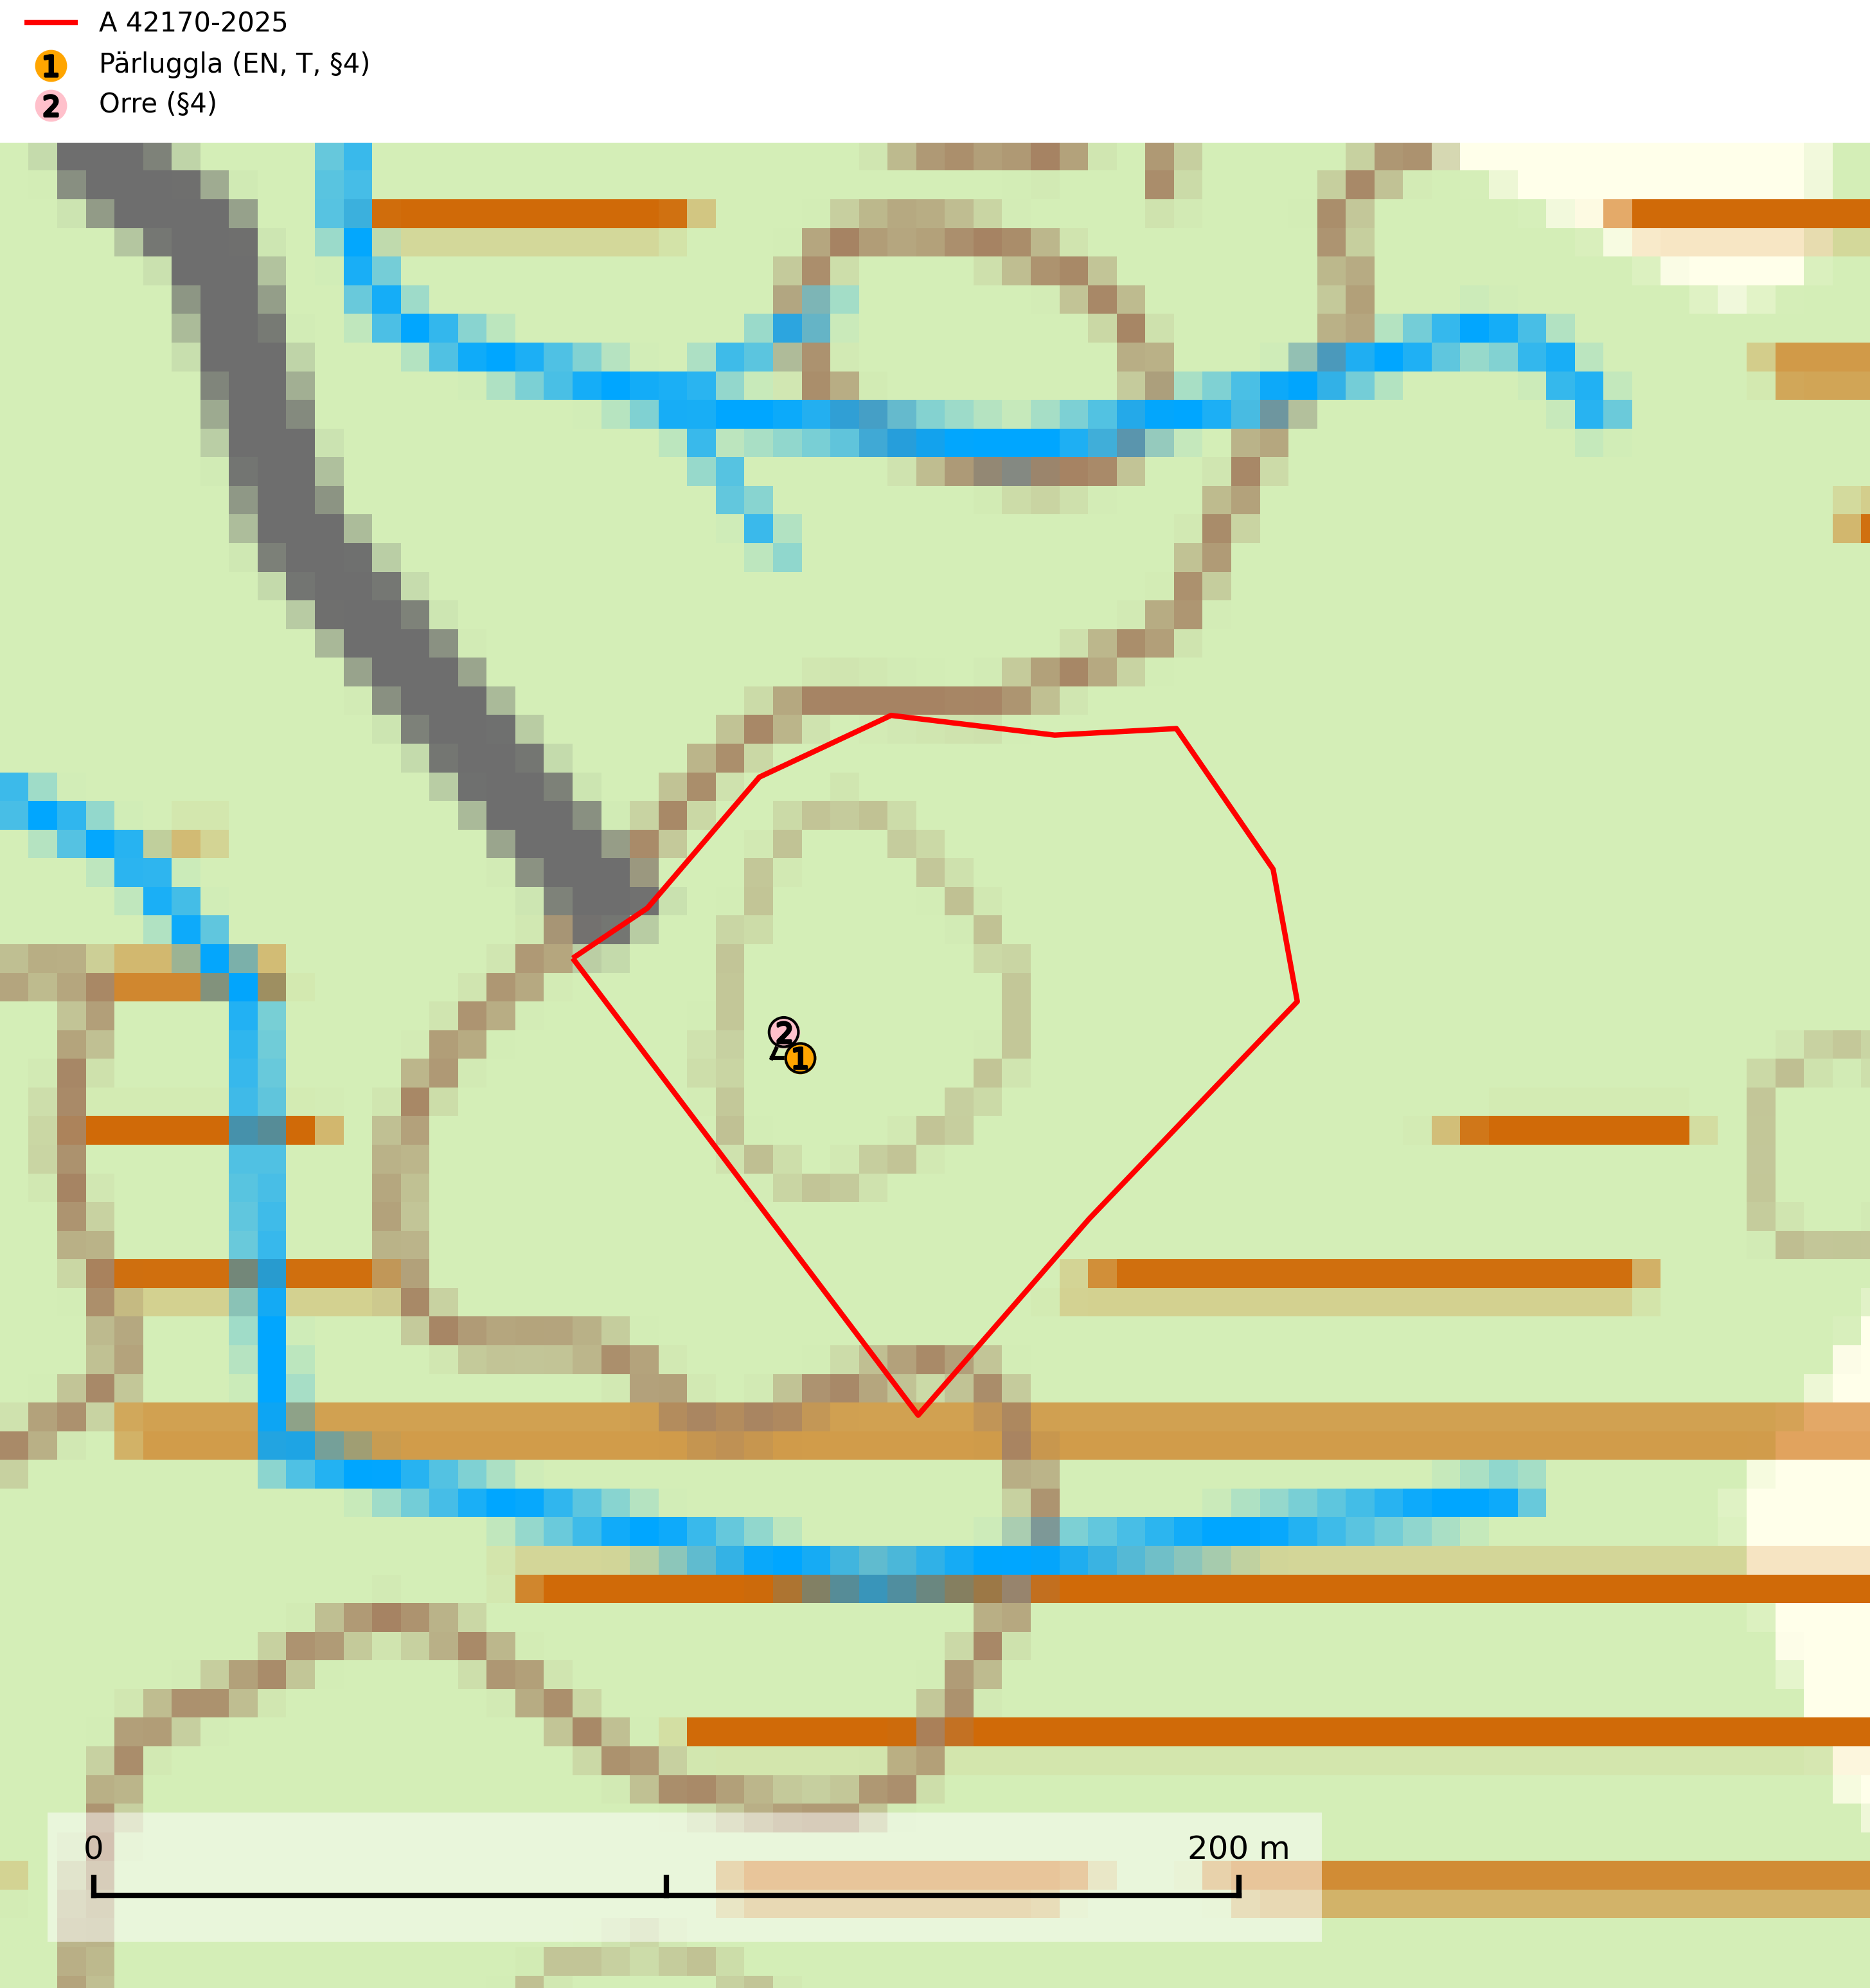 A 42170-2025
1 Pärluggla (EN, T, §4)
2 Orre (§4)
2
1
0 200 m